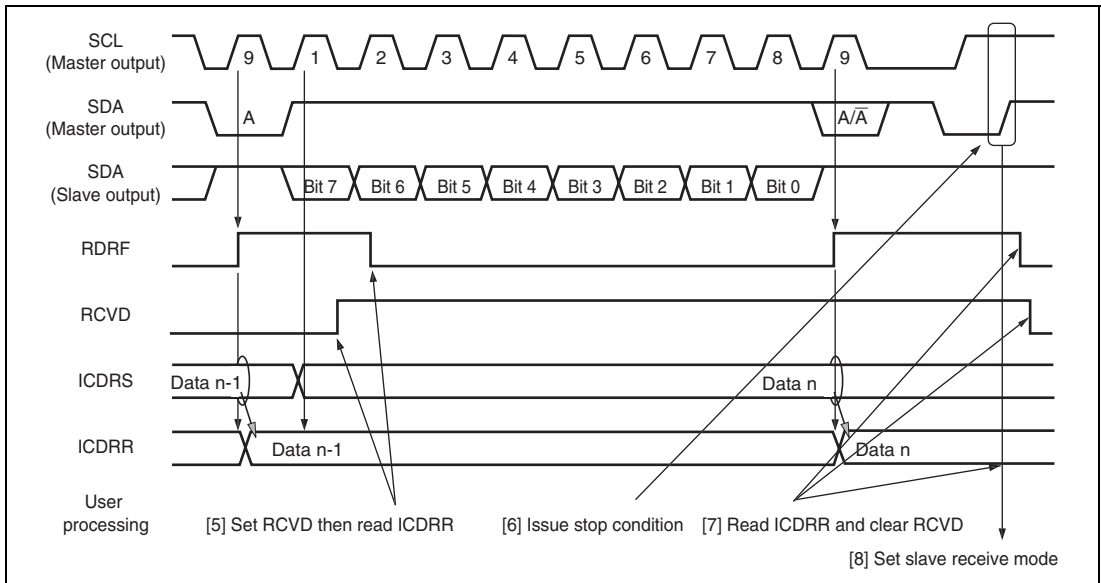 SCL
(Master output)
9 1 2 3 4 5 6 7 8 9
SDA
(Master output)
A A/A̅
SDA
(Slave output)
Bit 7 Bit 6 Bit 5 Bit 4 Bit 3 Bit 2 Bit 1 Bit 0
RDRF
RCVD
ICDRS
Data n-1 Data n
ICDRR
Data n-1 Data n
User
processing
[5] Set RCVD then read ICDRR [6] Issue stop condition [7] Read ICDRR and clear RCVD
[8] Set slave receive mode